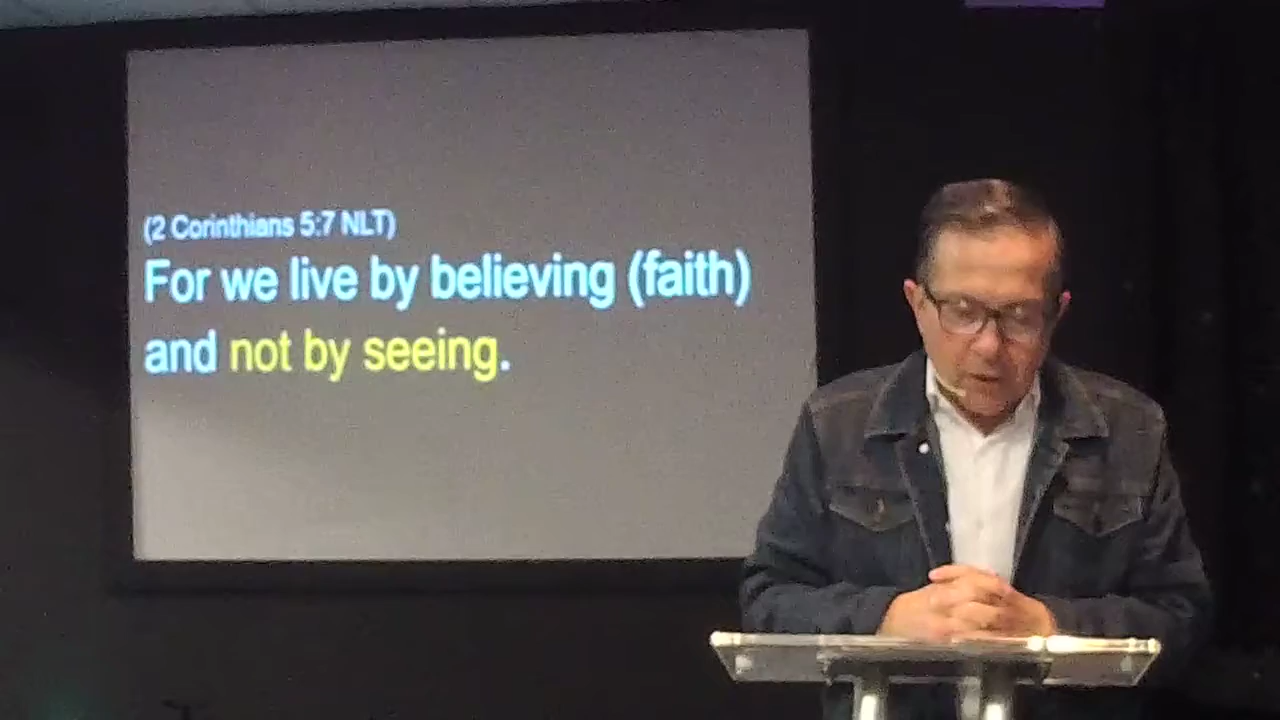 (2 Corinthians 5:7 NLT)
For we live by believing (faith)
and not by seeing.